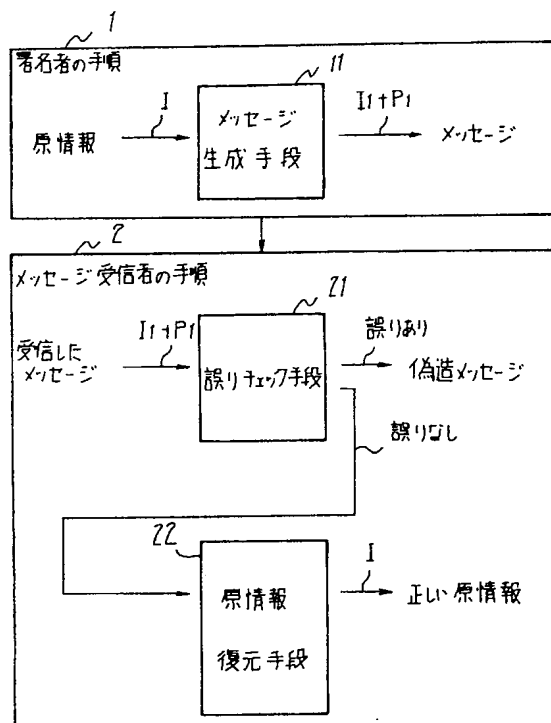 1
署名者の手順
11
I
I1+P1
原情報
メッセージ
生成手段
メッセージ
2
メッセージ受信者の手順
21
I1+P1
誤りあり
受信した
メッセージ
誤りチェック手段
偽造メッセージ
誤りなし
22
I
原情報
復元手段
正しい原情報